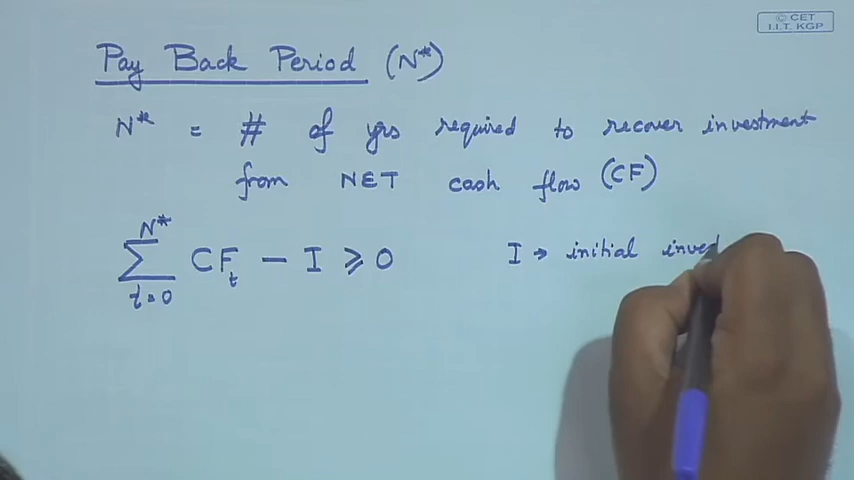 © CET
I.I.T. KGP
Pay Back Period (N*)
N* = # of yrs required to recover investment
from NET cash flow (CF)
N*
∑ CFt - I ⩾ 0 I → initial inves
t=0